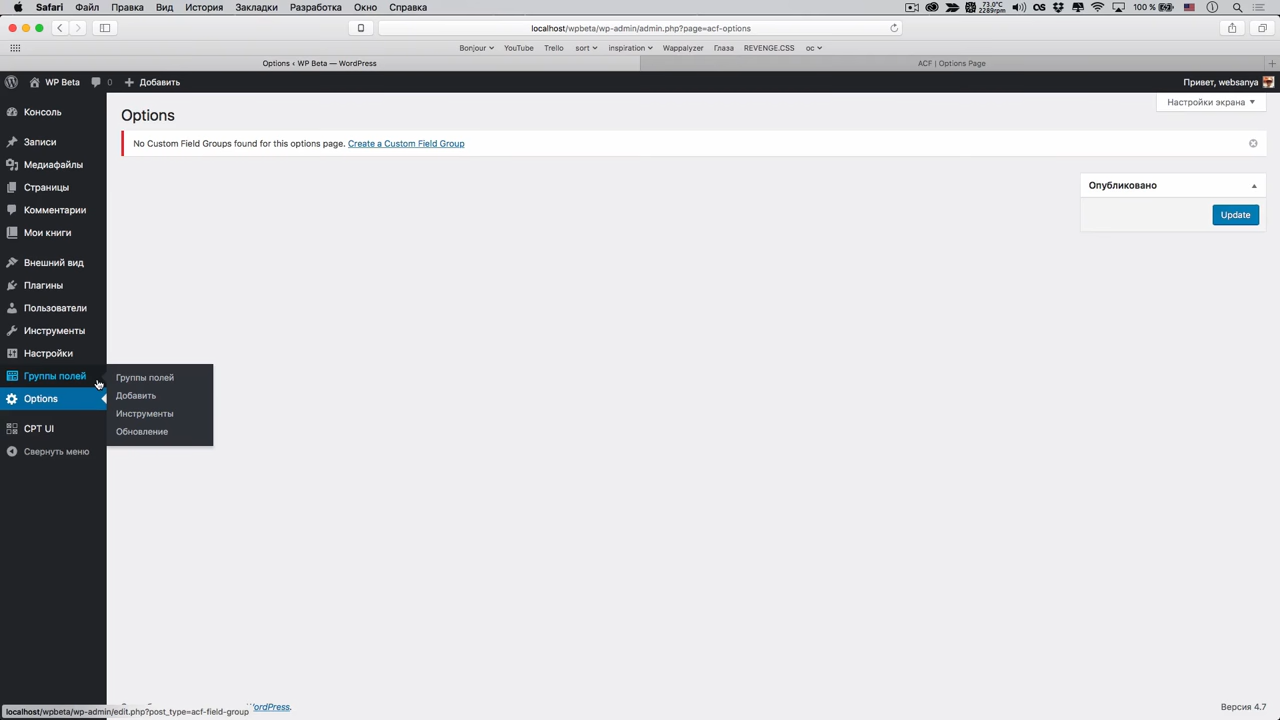 Safari Файл Правка Вид История Закладки Разработка Окно Справка 73.0°C 2289rpm 100 %
localhost/wpbeta/wp-admin/admin.php?page=acf-options
Bonjour YouTube Trello sort inspiration Wappalyzer Глаза REVENGE.CSS oc
Options ‹ WP Beta — WordPress ACF | Options Page
WP Beta 0 Добавить Привет, websanya
Настройки экрана
Options
No Custom Field Groups found for this options page. Create a Custom Field Group
Опубликовано
Update
Консоль
Записи
Медиафайлы
Страницы
Комментарии
Мои книги
Внешний вид
Плагины
Пользователи
Инструменты
Настройки
Группы полей
Options
CPT UI
Свернуть меню
Группы полей
Добавить
Инструменты
Обновление
WordPress.
Версия 4.7
localhost/wpbeta/wp-admin/edit.php?post_type=acf-field-group